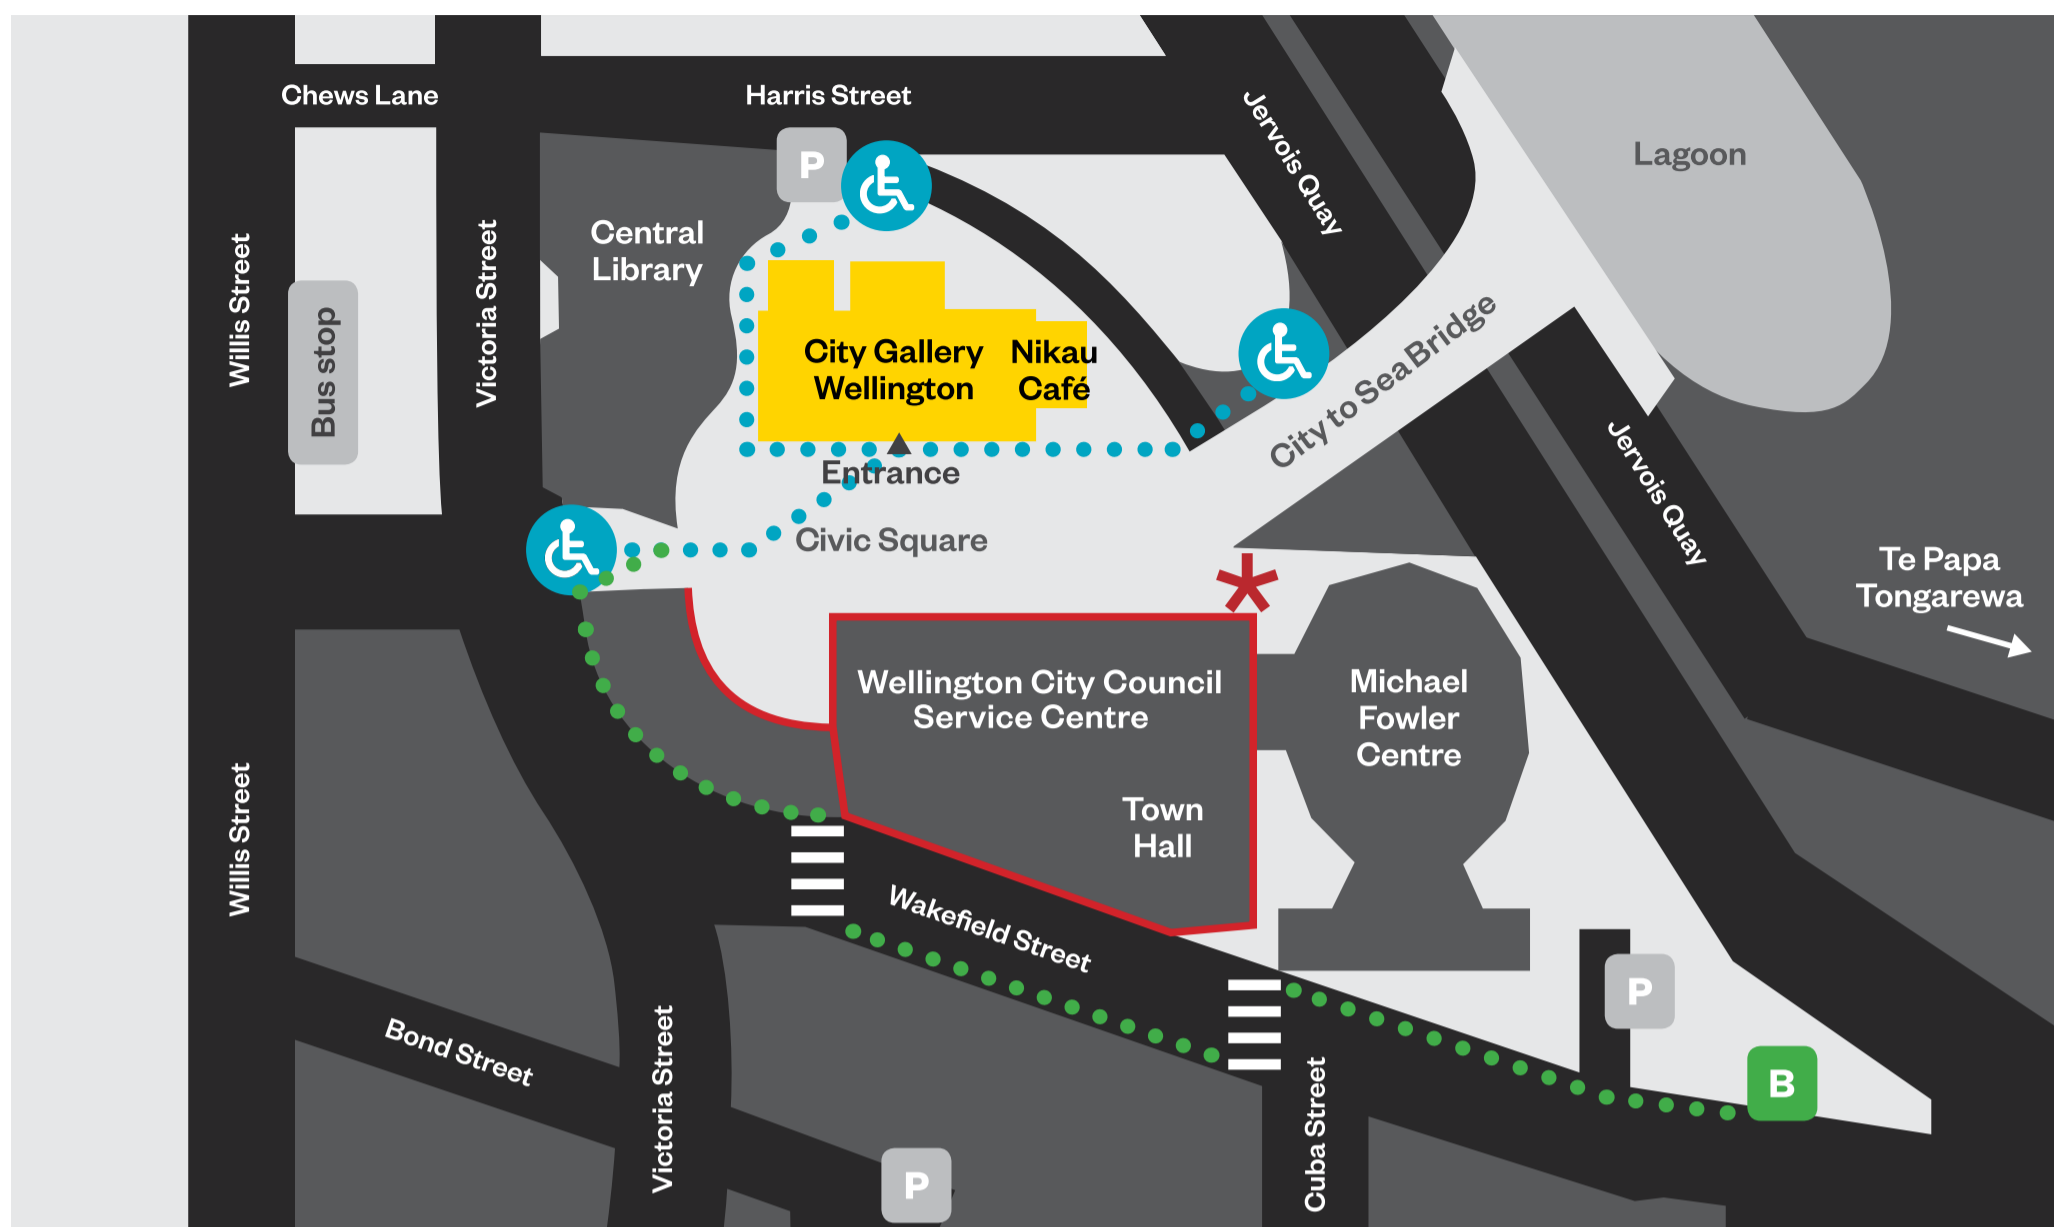 Chews Lane
Harris Street
Jervois Quay
Lagoon
P
Central
Library
Willis Street
Victoria Street
Bus stop
City Gallery
Wellington
Nikau
Café
City to Sea Bridge
Entrance
Civic Square
Jervois Quay
Te Papa
Tongarewa
*
Wellington City Council
Service Centre
Michael
Fowler
Centre
Town
Hall
Willis Street
Wakefield Street
P
Bond Street
Victoria Street
Cuba Street
B
P